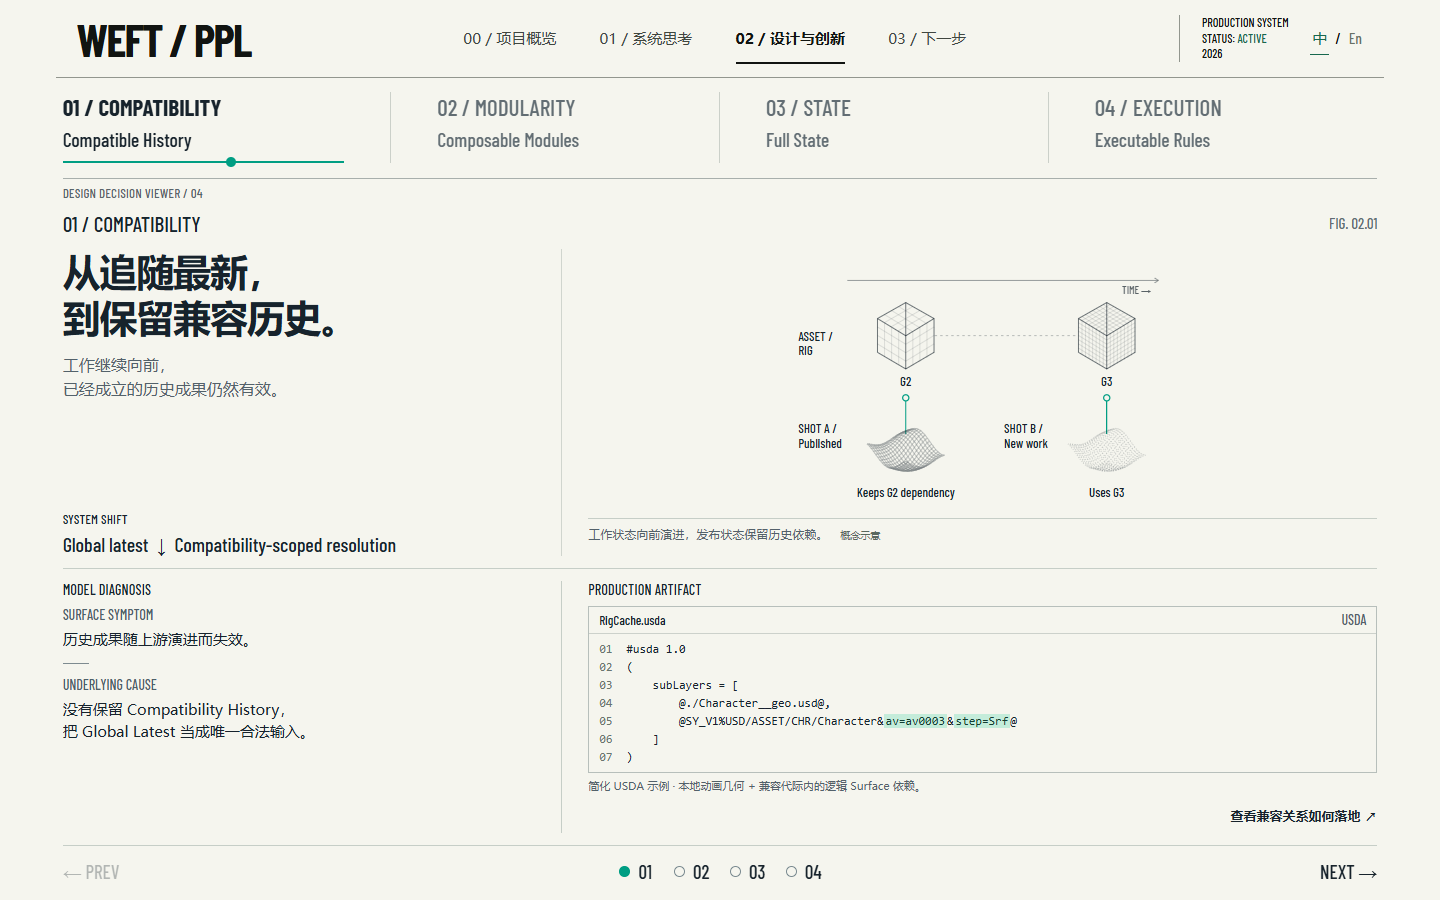 WEFT / PPL
00 / 项目概览
01 / 系统思考
02 / 设计与创新
03 / 下一步
PRODUCTION SYSTEM
STATUS: ACTIVE
2026
中 / En
01 / COMPATIBILITY
Compatible History
02 / MODULARITY
Composable Modules
03 / STATE
Full State
04 / EXECUTION
Executable Rules
DESIGN DECISION VIEWER / 04
01 / COMPATIBILITY
FIG. 02.01
从追随最新，
到保留兼容历史。
工作继续向前，
已经成立的历史成果仍然有效。
SYSTEM SHIFT
Global latest ↓ Compatibility-scoped resolution
TIME →
ASSET /
RIG
G2
G3
SHOT A /
Published
SHOT B /
New work
Keeps G2 dependency
Uses G3
工作状态向前演进，发布状态保留历史依赖。 概念示意
MODEL DIAGNOSIS
SURFACE SYMPTOM
历史成果随上游演进而失效。
UNDERLYING CAUSE
没有保留 Compatibility History，
把 Global Latest 当成唯一合法输入。
PRODUCTION ARTIFACT
RigCache.usda
USDA
01 #usda 1.0
02 (
03 subLayers = [
04 @./Character__geo.usd@,
05 @SY_V1%USD/ASSET/CHR/Character&av=av0003&step=Srf@
06 ]
07 )
简化 USDA 示例 · 本地动画几何 + 兼容代际内的逻辑 Surface 依赖。
查看兼容关系如何落地 ↗
← PREV
01
02
03
04
NEXT →